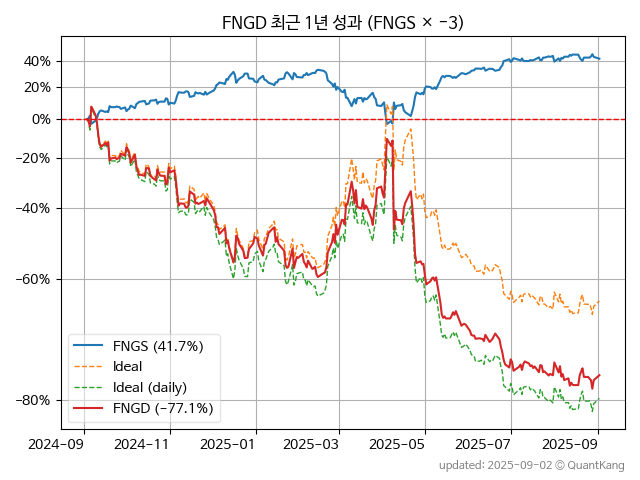 FNGD 최근 1년 성과 (FNGS × −3)
40%
20%
0%
−20%
−40%
−60%
−80%
FNGS (41.7%)
Ideal
Ideal (daily)
FNGD (−77.1%)
2024-09
2024-11
2025-01
2025-03
2025-05
2025-07
2025-09
updated: 2025-09-02 © QuantKang